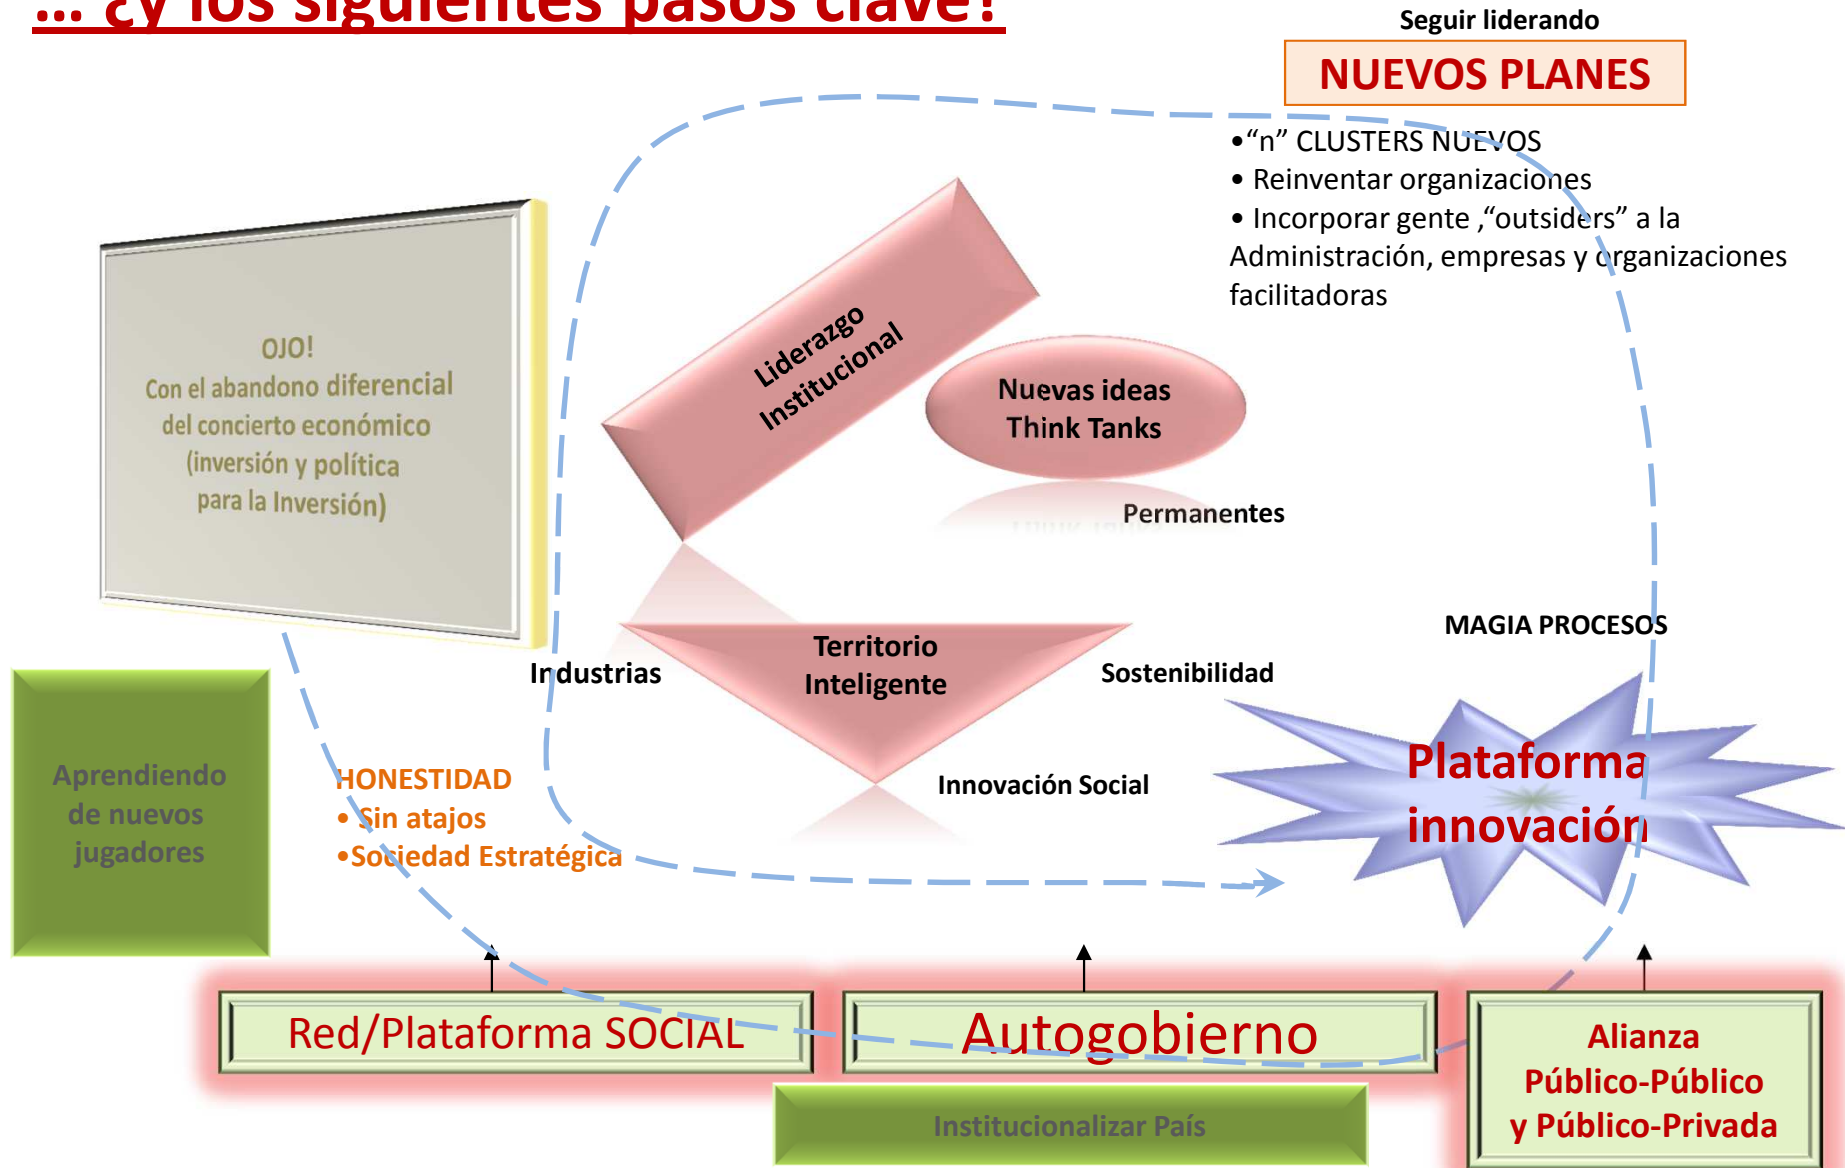 ... ¿y los siguientes pasos clave?
Seguir liderando
NUEVOS PLANES
•“n” CLUSTERS NUEVOS
• Reinventar organizaciones
• Incorporar gente ,“outsiders” a la
Administración, empresas y organizaciones
facilitadoras
OJO!
Con el abandono diferencial
del concierto económico
(inversión y política
para la Inversión)
Liderazgo
Institucional
Nuevas ideas
Think Tanks
Permanentes
Territorio
Inteligente
Industrias
Sostenibilidad
Innovación Social
MAGIA PROCESOS
Plataforma
innovación
Aprendiendo
de nuevos
jugadores
HONESTIDAD
• Sin atajos
•Sociedad Estratégica
Red/Plataforma SOCIAL
Autogobierno
Alianza
Público-Público
y Público-Privada
Institucionalizar País